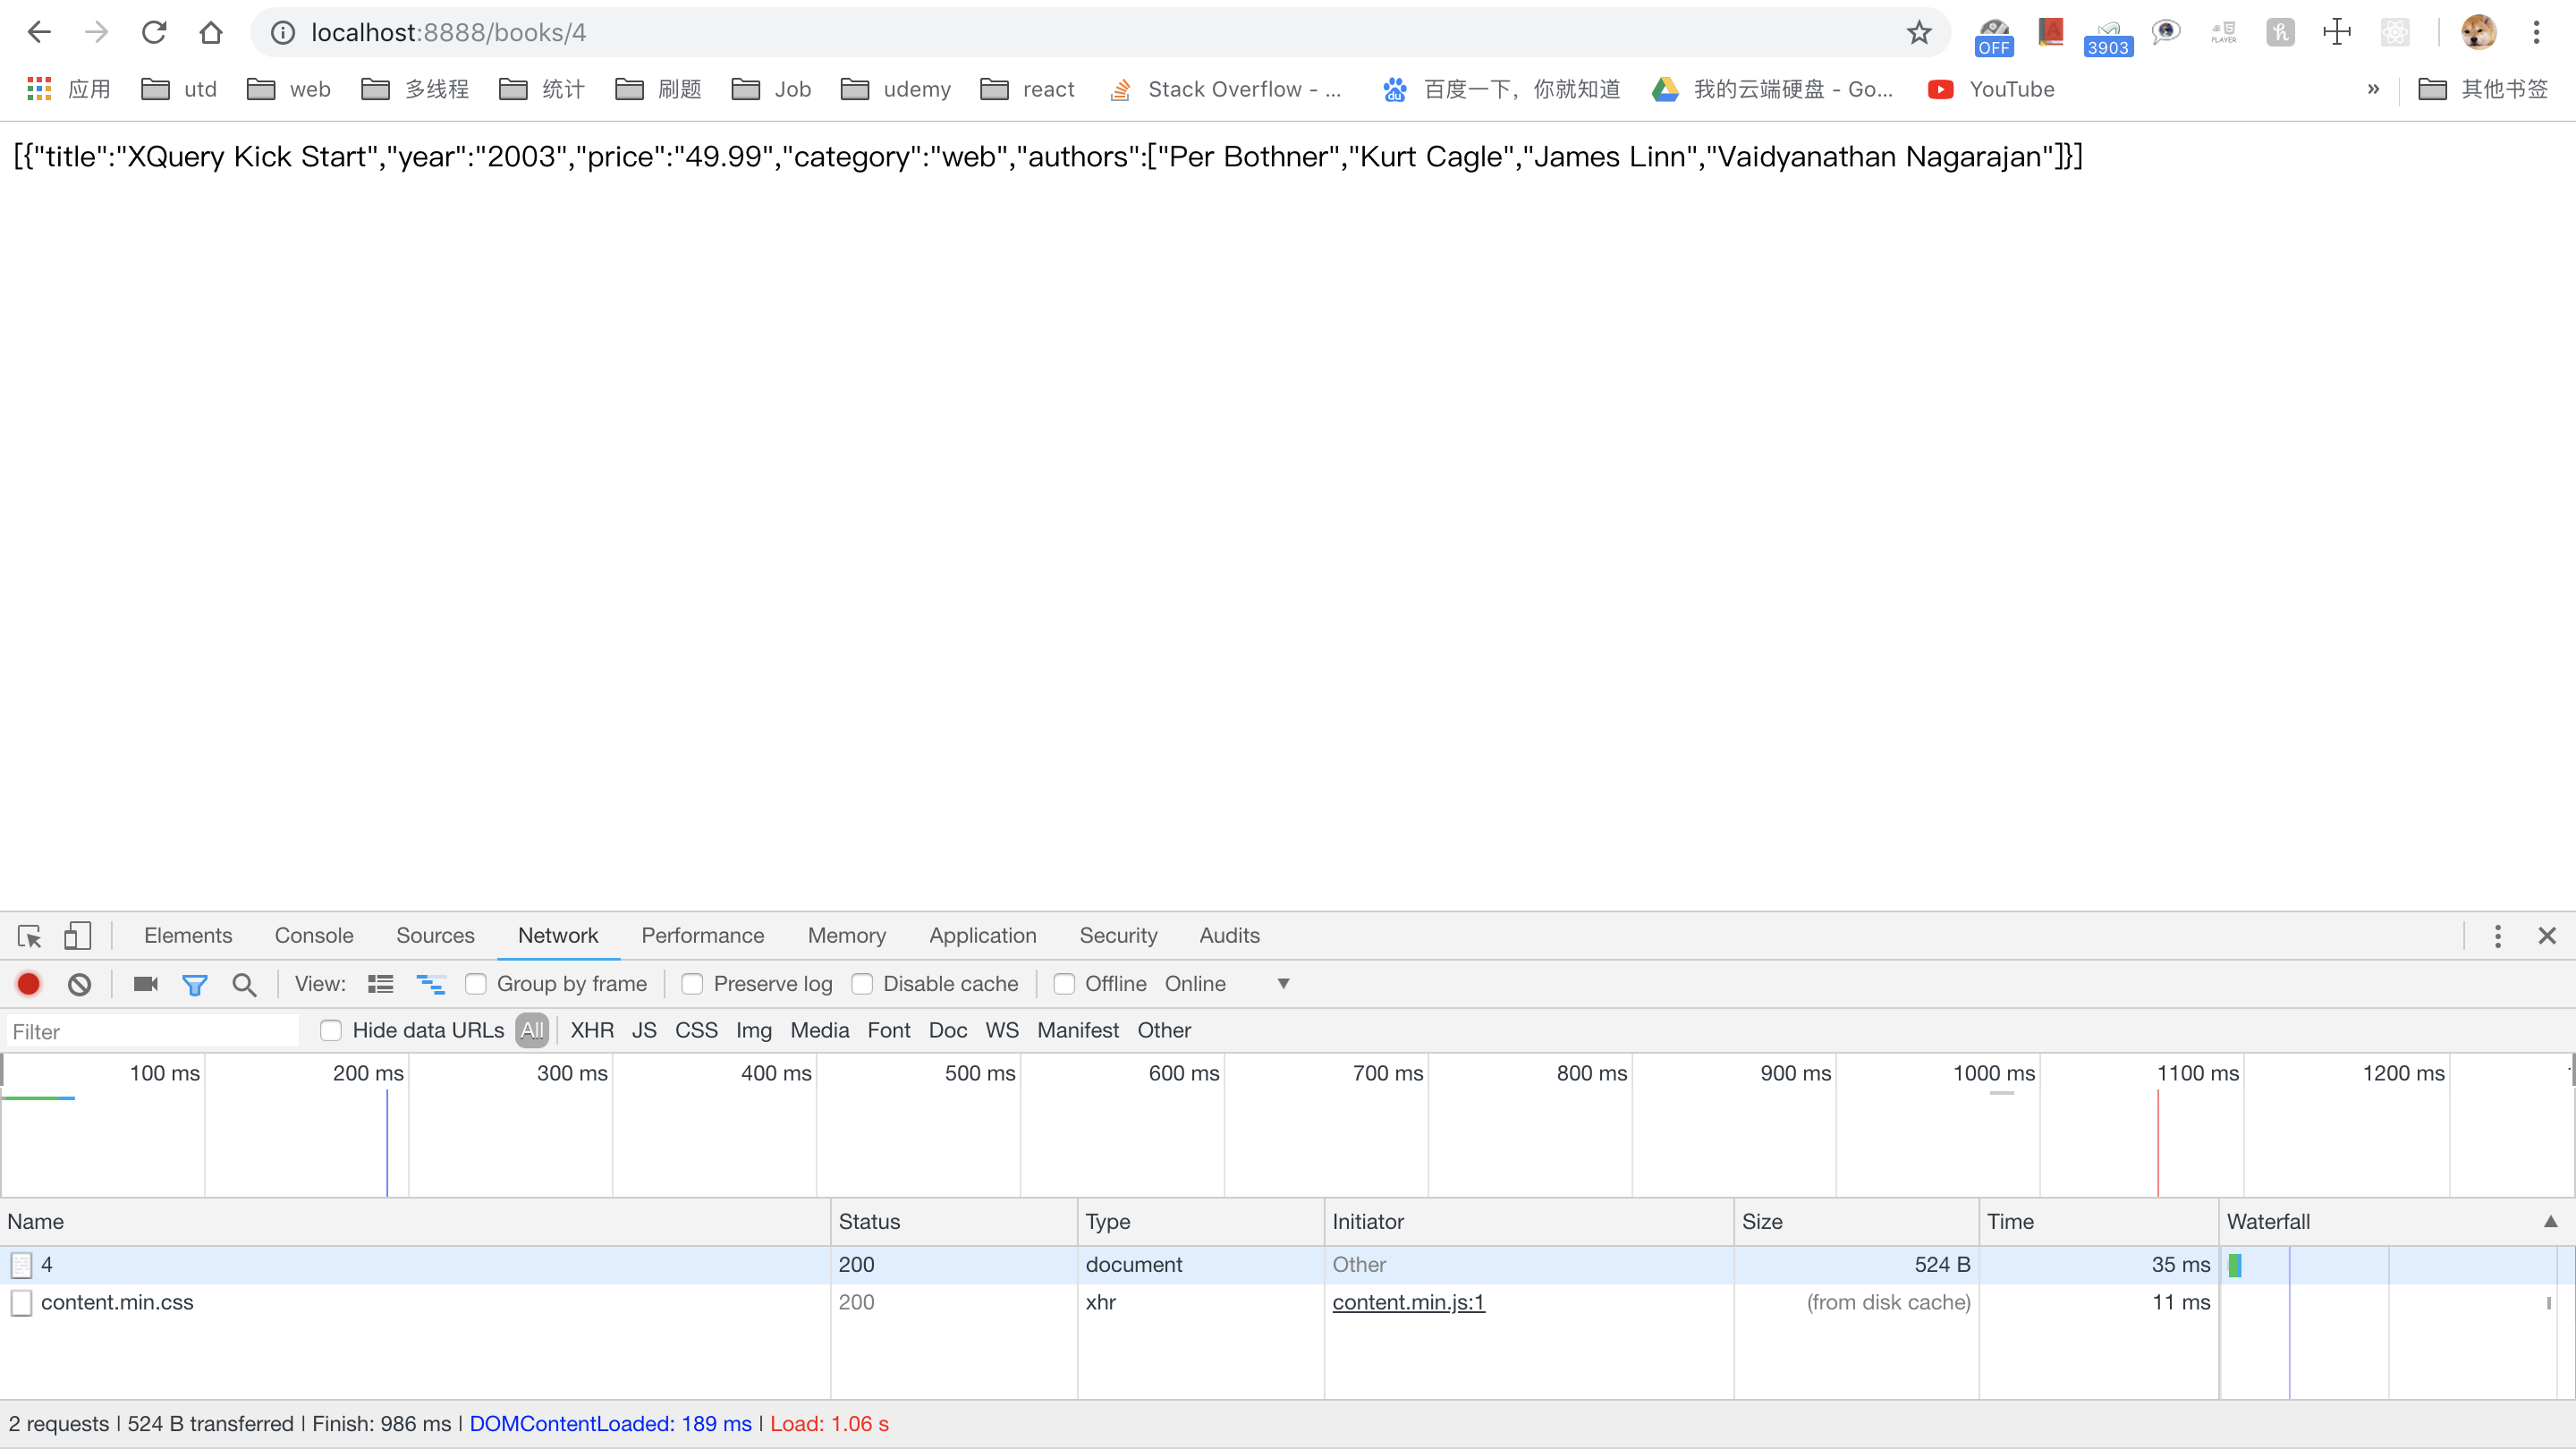 localhost:8888/books/4
OFF
3903
PLAYER
应用 utd web 多线程 统计 刷题 Job udemy react Stack Overflow - ... 百度一下，你就知道 我的云端硬盘 - Go... YouTube » 其他书签
[{"title":"XQuery Kick Start","year":"2003","price":"49.99","category":"web","authors":["Per Bothner","Kurt Cagle","James Linn","Vaidyanathan Nagarajan"]}]
Elements Console Sources Network Performance Memory Application Security Audits
View: Group by frame Preserve log Disable cache Offline Online
Filter Hide data URLs All XHR JS CSS Img Media Font Doc WS Manifest Other
100 ms 200 ms 300 ms 400 ms 500 ms 600 ms 700 ms 800 ms 900 ms 1000 ms 1100 ms 1200 ms
Name Status Type Initiator Size Time Waterfall
4 200 document Other 524 B 35 ms
content.min.css 200 xhr content.min.js:1 (from disk cache) 11 ms
2 requests | 524 B transferred | Finish: 986 ms | DOMContentLoaded: 189 ms | Load: 1.06 s